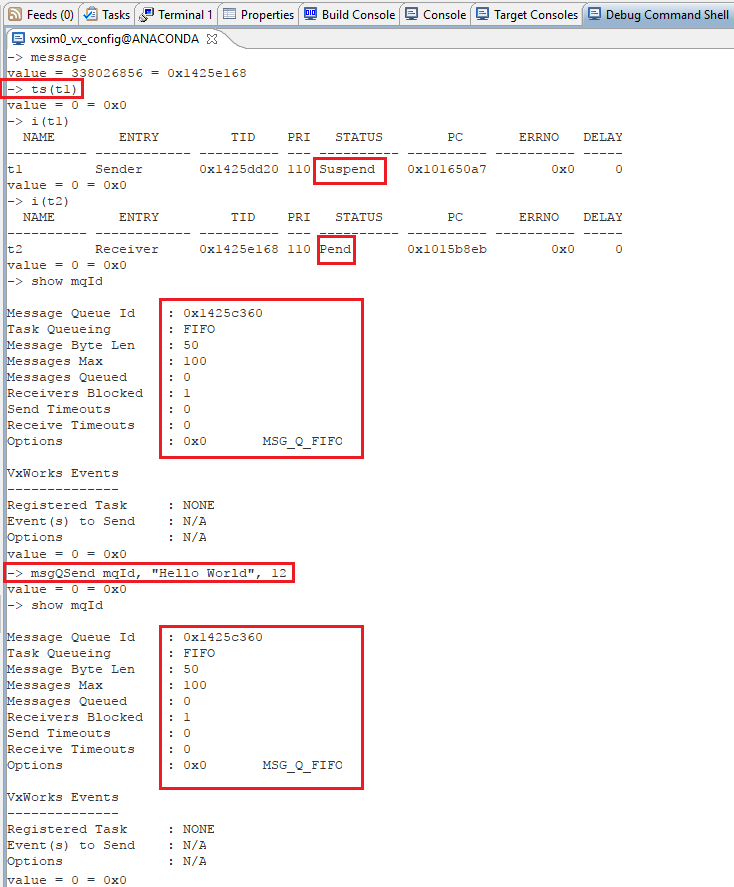 Feeds (0) Tasks Terminal 1 Properties Build Console Console Target Consoles Debug Command Shell
vxsim0_vx_config@ANACONDA
-> message
value = 338026856 = 0x1425e168
-> ts(t1)
value = 0 = 0x0
-> i(t1)
NAME ENTRY TID PRI STATUS PC ERRNO DELAY
---------- ------------ ---------- --- ---------- ---------- ---------- -----
t1 Sender 0x1425dd20 110 Suspend 0x101650a7 0x0 0
value = 0 = 0x0
-> i(t2)
NAME ENTRY TID PRI STATUS PC ERRNO DELAY
---------- ------------ ---------- --- ---------- ---------- ---------- -----
t2 Receiver 0x1425e168 110 Pend 0x1015b8eb 0x0 0
value = 0 = 0x0
-> show mqId
Message Queue Id : 0x1425c360
Task Queueing : FIFO
Message Byte Len : 50
Messages Max : 100
Messages Queued : 0
Receivers Blocked : 1
Send Timeouts : 0
Receive Timeouts : 0
Options : 0x0 MSG_Q_FIFO
VxWorks Events
--------------
Registered Task : NONE
Event(s) to Send : N/A
Options : N/A
value = 0 = 0x0
-> msgQSend mqId, "Hello World", 12
value = 0 = 0x0
-> show mqId
Message Queue Id : 0x1425c360
Task Queueing : FIFO
Message Byte Len : 50
Messages Max : 100
Messages Queued : 0
Receivers Blocked : 1
Send Timeouts : 0
Receive Timeouts : 0
Options : 0x0 MSG_Q_FIFO
VxWorks Events
--------------
Registered Task : NONE
Event(s) to Send : N/A
Options : N/A
value = 0 = 0x0